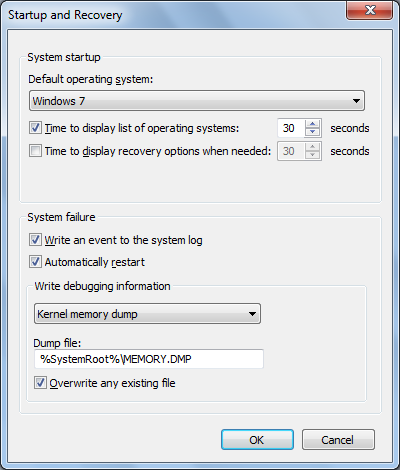 Startup and Recovery
System startup
Default operating system:
Windows 7
Time to display list of operating systems: 30 seconds
Time to display recovery options when needed: 30 seconds
System failure
Write an event to the system log
Automatically restart
Write debugging information
Kernel memory dump
Dump file:
%SystemRoot%\MEMORY.DMP
Overwrite any existing file
OK Cancel